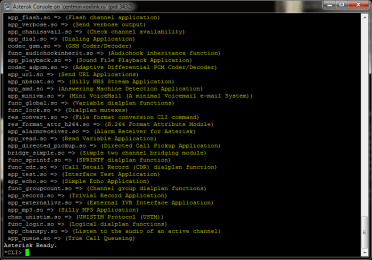 Asterisk Console on 'centmin.voxlink.ru' (pid 3435)
app_flash.so => (Flash channel application)
app_verbose.so => (Send verbose output)
app_chanisavail.so => (Check channel availability)
app_dial.so => (Dialing Application)
codec_gsm.so => (GSM Coder/Decoder)
func_audiohookinherit.so => (Audiohook inheritance function)
app_playback.so => (Sound File Playback Application)
codec_adpcm.so => (Adaptive Differential PCM Coder/Decoder)
app_url.so => (Send URL Applications)
app_nbscat.so => (Silly NBS Stream Application)
app_amd.so => (Answering Machine Detection Application)
app_minivm.so => (Mini VoiceMail (A minimal Voicemail e-mail System))
func_global.so => (Variable dialplan functions)
func_lock.so => (Dialplan mutexes)
res_convert.so => (File format conversion CLI command)
res_format_attr_h264.so => (H.264 Format Attribute Module)
app_alarmreceiver.so => (Alarm Receiver for Asterisk)
app_read.so => (Read Variable Application)
app_directed_pickup.so => (Directed Call Pickup Application)
bridge_simple.so => (Simple two channel bridging module)
func_sprintf.so => (SPRINTF dialplan function)
func_cdr.so => (Call Detail Record (CDR) dialplan function)
app_test.so => (Interface Test Application)
app_echo.so => (Simple Echo Application)
func_groupcount.so => (Channel group dialplan functions)
app_record.so => (Trivial Record Application)
app_externalivr.so => (External IVR Interface Application)
app_mp3.so => (Silly MP3 Application)
chan_unistim.so => (UNISTIM Protocol (USTM))
func_logic.so => (Logical dialplan functions)
app_chanspy.so => (Listen to the audio of an active channel)
app_queue.so => (True Call Queueing)
Asterisk Ready.
*CLI>